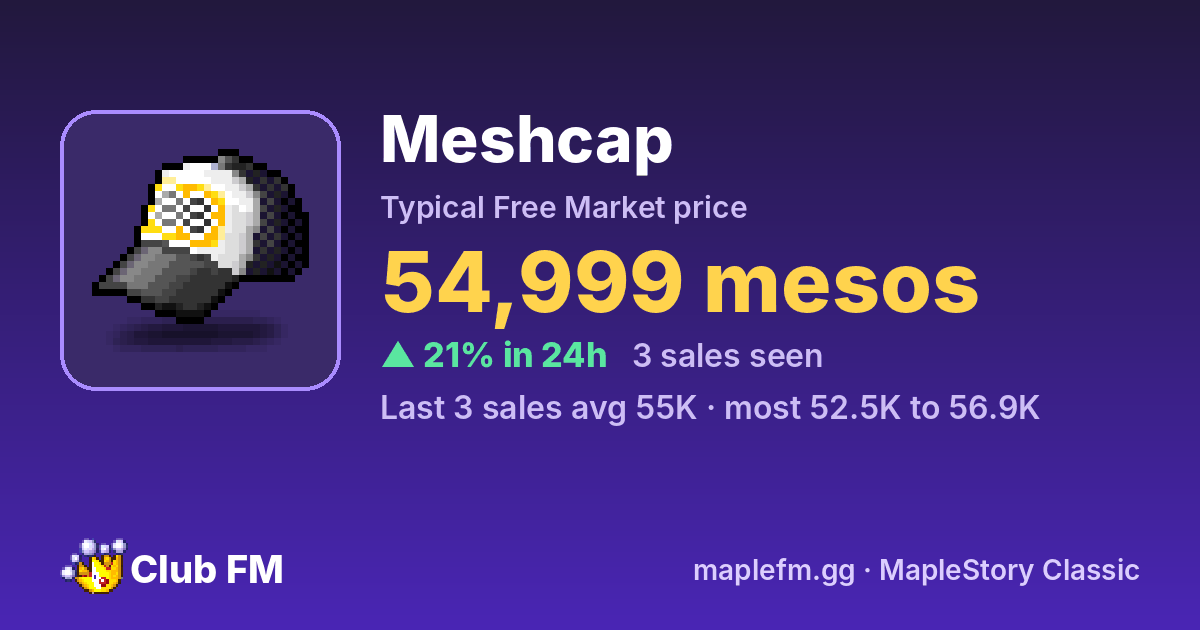 Meshcap
Typical Free Market price
54,999 mesos
▲ 21% in 24h 3 sales seen
Last 3 sales avg 55K · most 52.5K to 56.9K
Club FM
maplefm.gg · MapleStory Classic